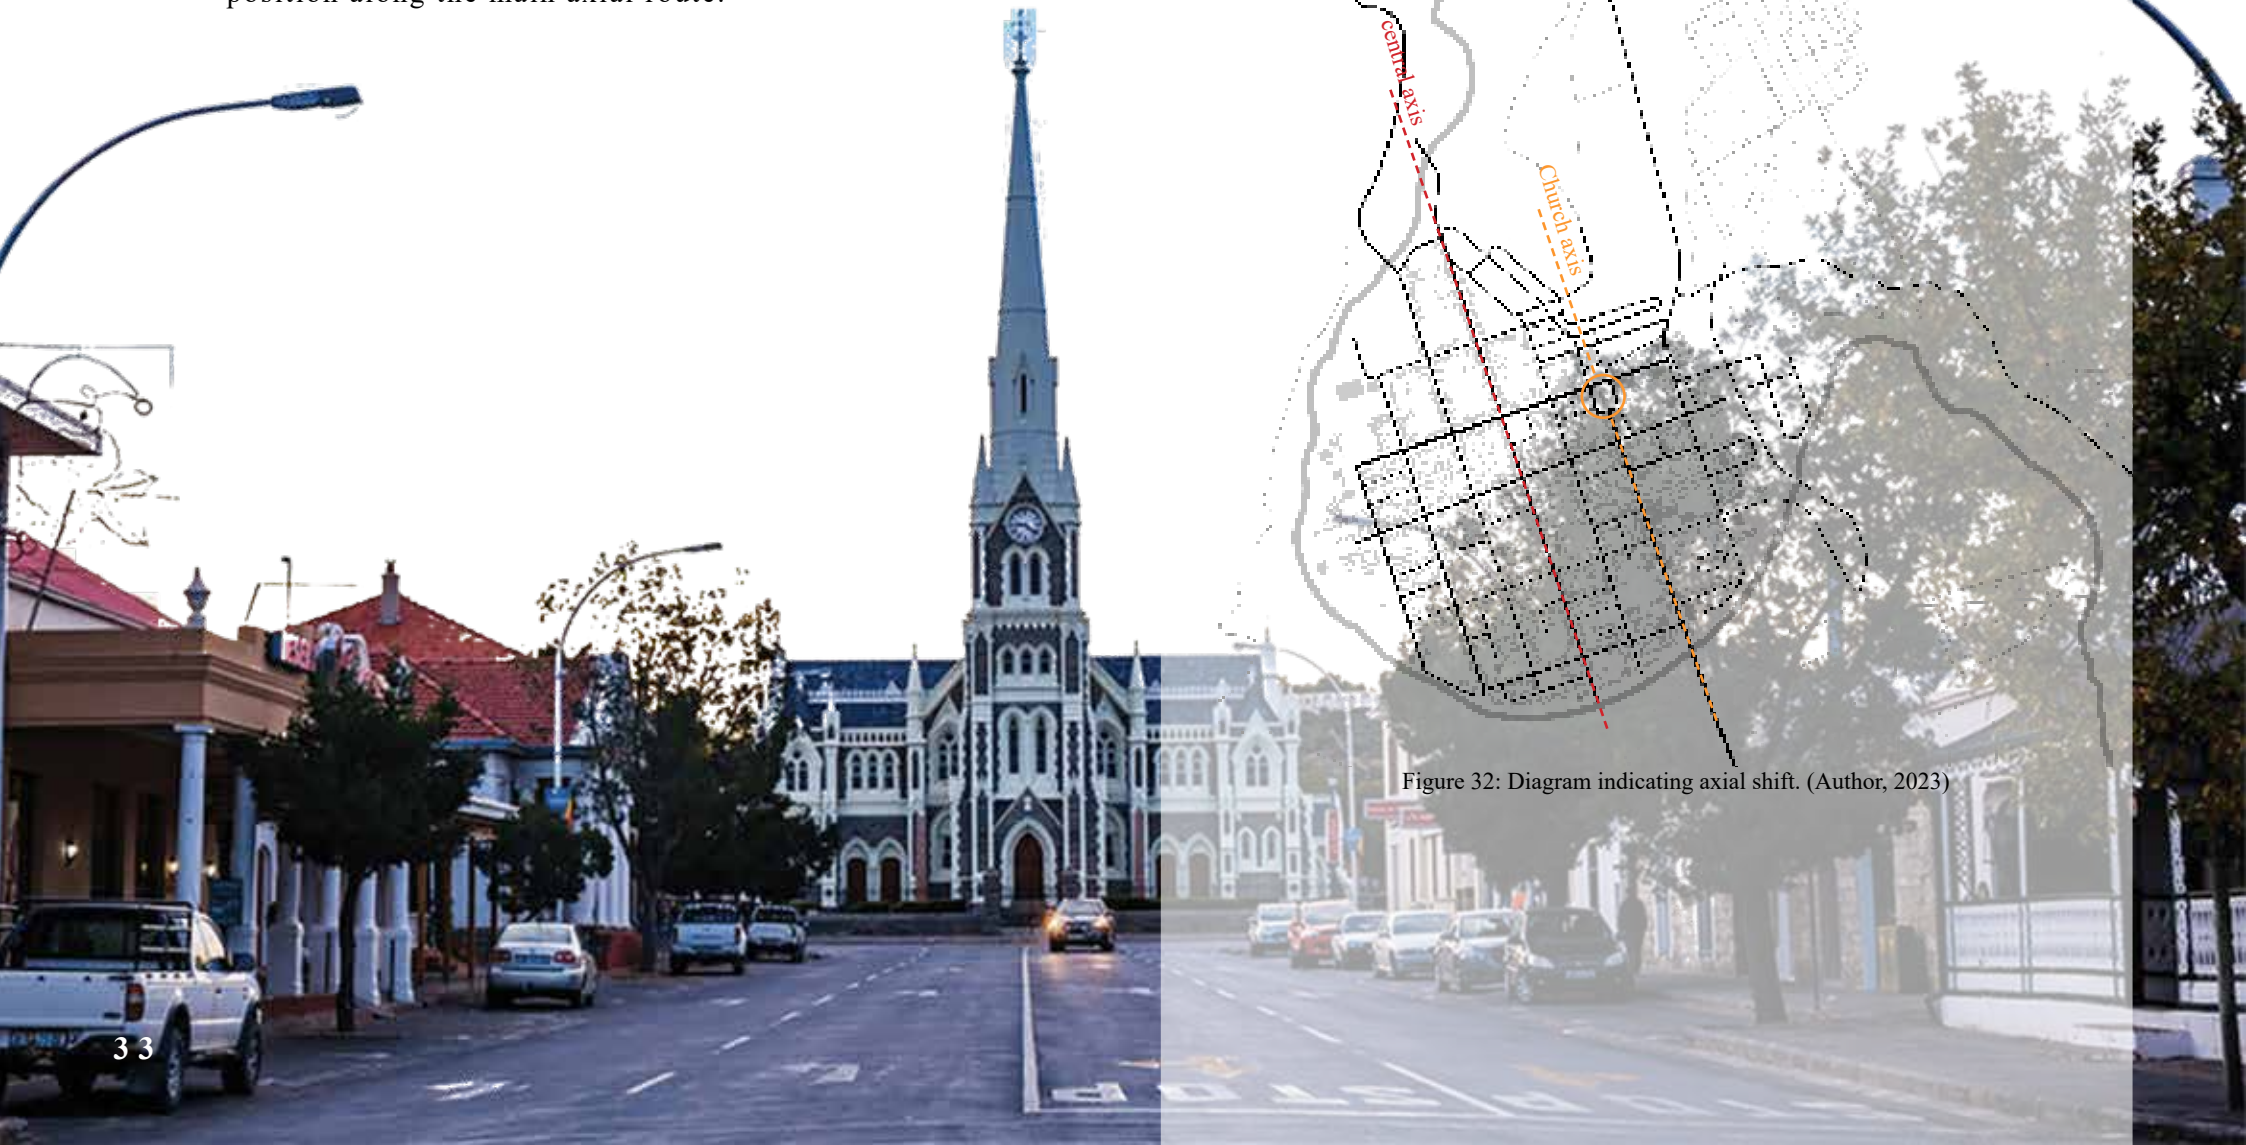 position along the main axial route.
central axis
Church axis
Figure 32: Diagram indicating axial shift. (Author, 2023)
33